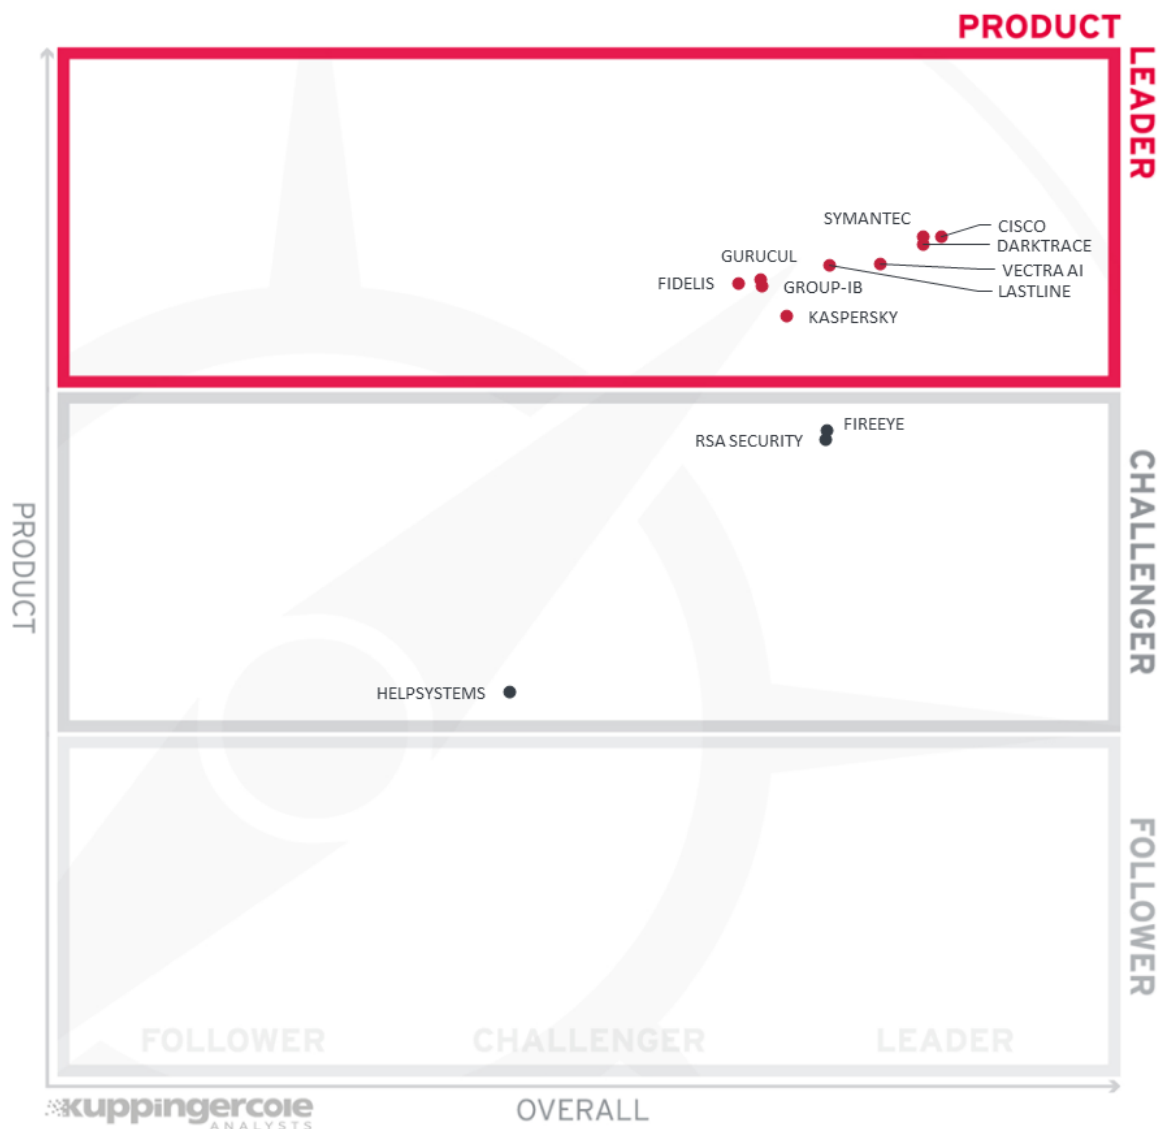 PRODUCT
LEADER
SYMANTEC
CISCO
DARKTRACE
GURUCUL
VECTRA AI
FIDELIS
GROUP-IB
LASTLINE
KASPERSKY
FIREEYE
RSA SECURITY
CHALLENGER
PRODUCT
HELPSYSTEMS
FOLLOWER
FOLLOWER CHALLENGER LEADER
kuppingercole
ANALYSTS
OVERALL